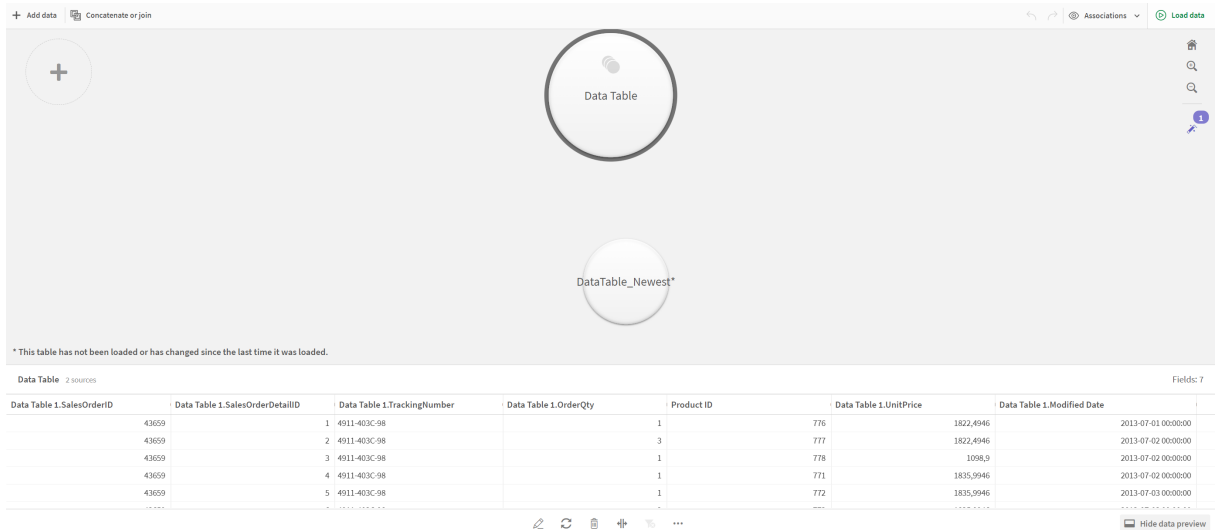 Add data Concatenate or join Associations Load data
1
Data Table
DataTable_Newest*
* This table has not been loaded or has changed since the last time it was loaded.
Data Table 2 sources Fields: 7
Data Table 1.SalesOrderID Data Table 1.SalesOrderDetailID Data Table 1.TrackingNumber Data Table 1.OrderQty Product ID Data Table 1.UnitPrice Data Table 1.Modified Date
43659 1 4911-403C-98 1 776 1822,4946 2013-07-01 00:00:00
43659 2 4911-403C-98 3 777 1822,4946 2013-07-02 00:00:00
43659 3 4911-403C-98 1 778 1098,9 2013-07-02 00:00:00
43659 4 4911-403C-98 1 771 1835,9946 2013-07-02 00:00:00
43659 5 4911-403C-98 1 772 1835,9946 2013-07-03 00:00:00
Hide data preview